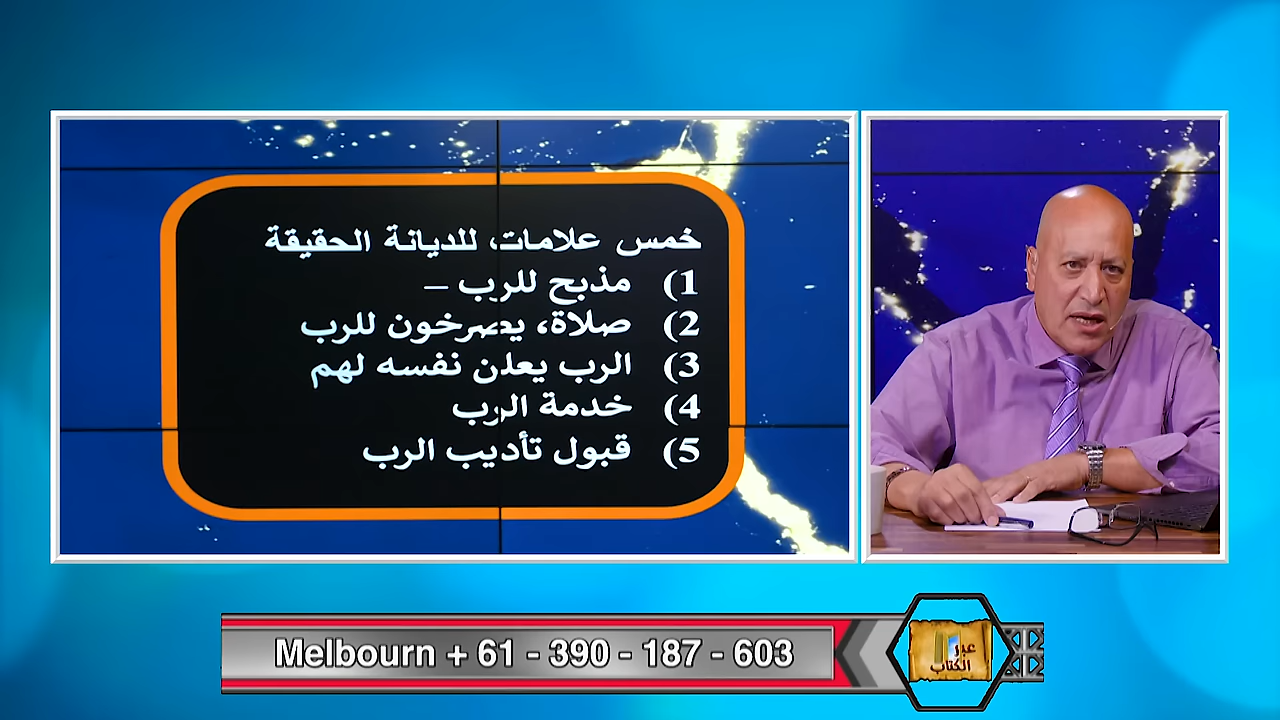 خمس علامات للديانة الحقيقة
1) مذبح للرب –
2) صلاة، يصرخون للرب
3) الرب يعلن نفسه لهم
4) خدمة الرب
5) قبول تأديب الرب
Melbourn + 61 - 390 - 187 - 603
عبر
الكتاب